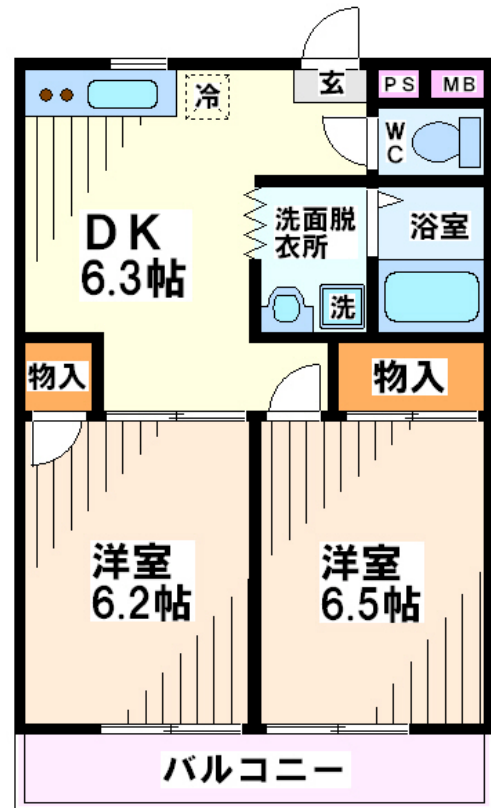 冷
玄
PS
MB
WC
DK
6.3帖
洗面脱
衣所
浴室
洗
物入
物入
洋室
6.2帖
洋室
6.5帖
バルコニー